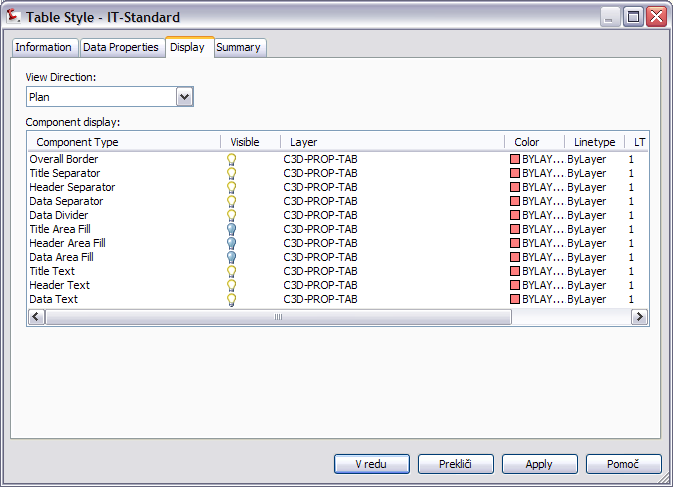 Table Style - IT-Standard
Information Data Properties Display Summary
View Direction:
Plan
Component display:
Component Type Visible Layer Color Linetype LT
Overall Border C3D-PROP-TAB BYLAY... ByLayer 1
Title Separator C3D-PROP-TAB BYLAY... ByLayer 1
Header Separator C3D-PROP-TAB BYLAY... ByLayer 1
Data Separator C3D-PROP-TAB BYLAY... ByLayer 1
Data Divider C3D-PROP-TAB BYLAY... ByLayer 1
Title Area Fill C3D-PROP-TAB BYLAY... ByLayer 1
Header Area Fill C3D-PROP-TAB BYLAY... ByLayer 1
Data Area Fill C3D-PROP-TAB BYLAY... ByLayer 1
Title Text C3D-PROP-TAB BYLAY... ByLayer 1
Header Text C3D-PROP-TAB BYLAY... ByLayer 1
Data Text C3D-PROP-TAB BYLAY... ByLayer 1
V redu Prekliči Apply Pomoč